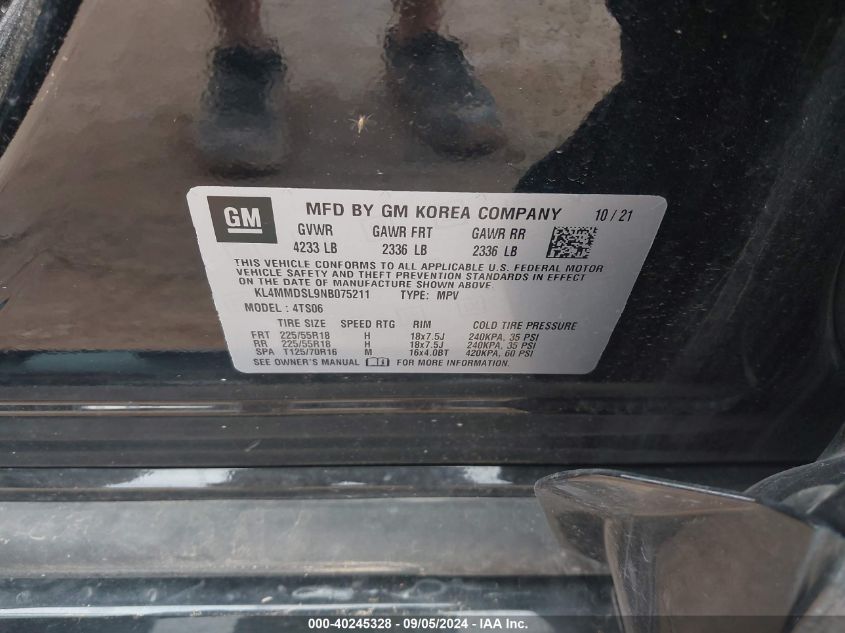 GM
MFD BY GM KOREA COMPANY 10/21
GVWR GAWR FRT GAWR RR
4233 LB 2336 LB 2336 LB
THIS VEHICLE CONFORMS TO ALL APPLICABLE U.S. FEDERAL MOTOR
VEHICLE SAFETY AND THEFT PREVENTION STANDARDS IN EFFECT
ON THE DATE OF MANUFACTURE SHOWN ABOVE.
KL4MMDSL9NB075211 TYPE: MPV
MODEL : 4TS06
TIRE SIZE SPEED RTG RIM COLD TIRE PRESSURE
FRT 225/55R18 H 18x7.5J 240KPA, 35 PSI
RR 225/55R18 H 18x7.5J 240KPA, 35 PSI
SPA T125/70R16 M 16x4.0BT 420KPA, 60 PSI
SEE OWNER'S MANUAL FOR MORE INFORMATION.
000-40245328 - 09/05/2024 - IAA Inc.